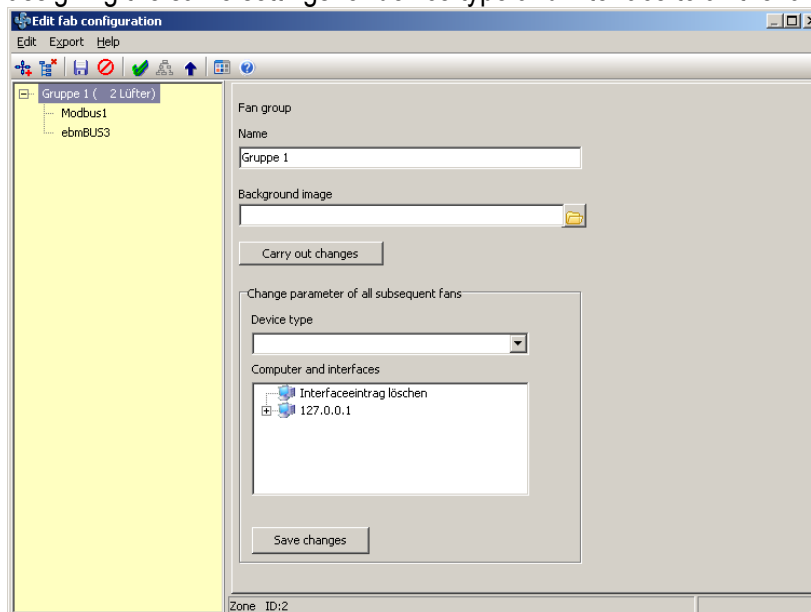 Edit fab configuration
Edit Export Help
Gruppe 1 ( 2 Lüfter)
Modbus1
ebmBUS3
Fan group
Name
Gruppe 1
Background image
Carry out changes
Change parameter of all subsequent fans
Device type
Computer and interfaces
Interfaceeintrag löschen
127.0.0.1
Save changes
Zone ID:2